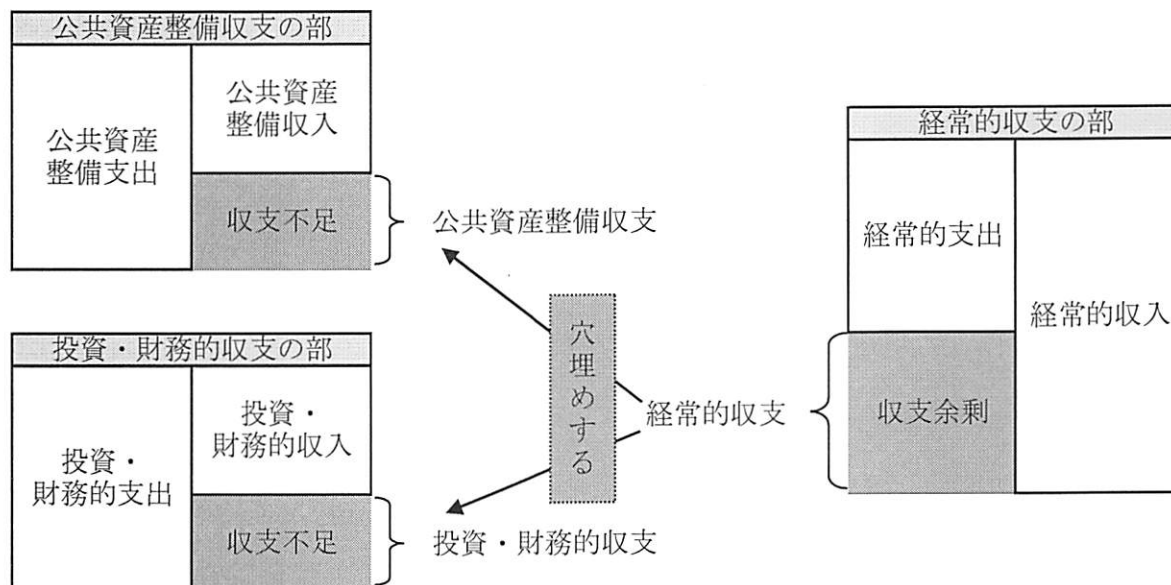 公共資産整備収支の部
公共資産
整備支出
公共資産
整備収入
収支不足
公共資産整備収支
投資・財務的収支の部
投資・
財務的支出
投資・
財務的収入
収支不足
投資・財務的収支
穴埋めする
経常的収支
経常的収支の部
経常的支出
収支余剰
経常的収入